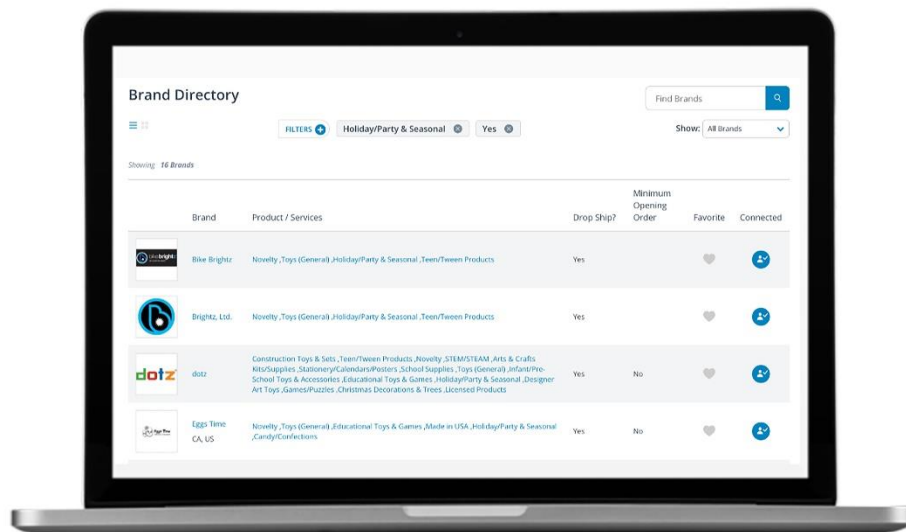 Brand Directory
Find Brands
FILTERS
Holiday/Party & Seasonal
Yes
Show:
All Brands
Showing 16 Brands
Brand
Product / Services
Drop Ship?
Minimum
Opening
Order
Favorite
Connected
bikebrightz
Bike Brightz
Novelty ,Toys (General) ,Holiday/Party & Seasonal ,Teen/Tween Products
Yes
Brightz, Ltd.
Novelty ,Toys (General) ,Holiday/Party & Seasonal ,Teen/Tween Products
Yes
dotz
dotz
Construction Toys & Sets ,Teen/Tween Products ,Novelty ,STEM/STEAM ,Arts & Crafts
Kits/Supplies ,Stationery/Calendars/Posters ,School Supplies ,Toys (General) ,Infant/Pre-
School Toys & Accessories ,Educational Toys & Games ,Holiday/Party & Seasonal ,Designer
Art Toys ,Games/Puzzles ,Christmas Decorations & Trees ,Licensed Products
Yes
No
Eggs Time
Eggs Time
CA, US
Novelty ,Toys (General) ,Educational Toys & Games ,Made in USA ,Holiday/Party & Seasonal
,Candy/Confections
Yes
No